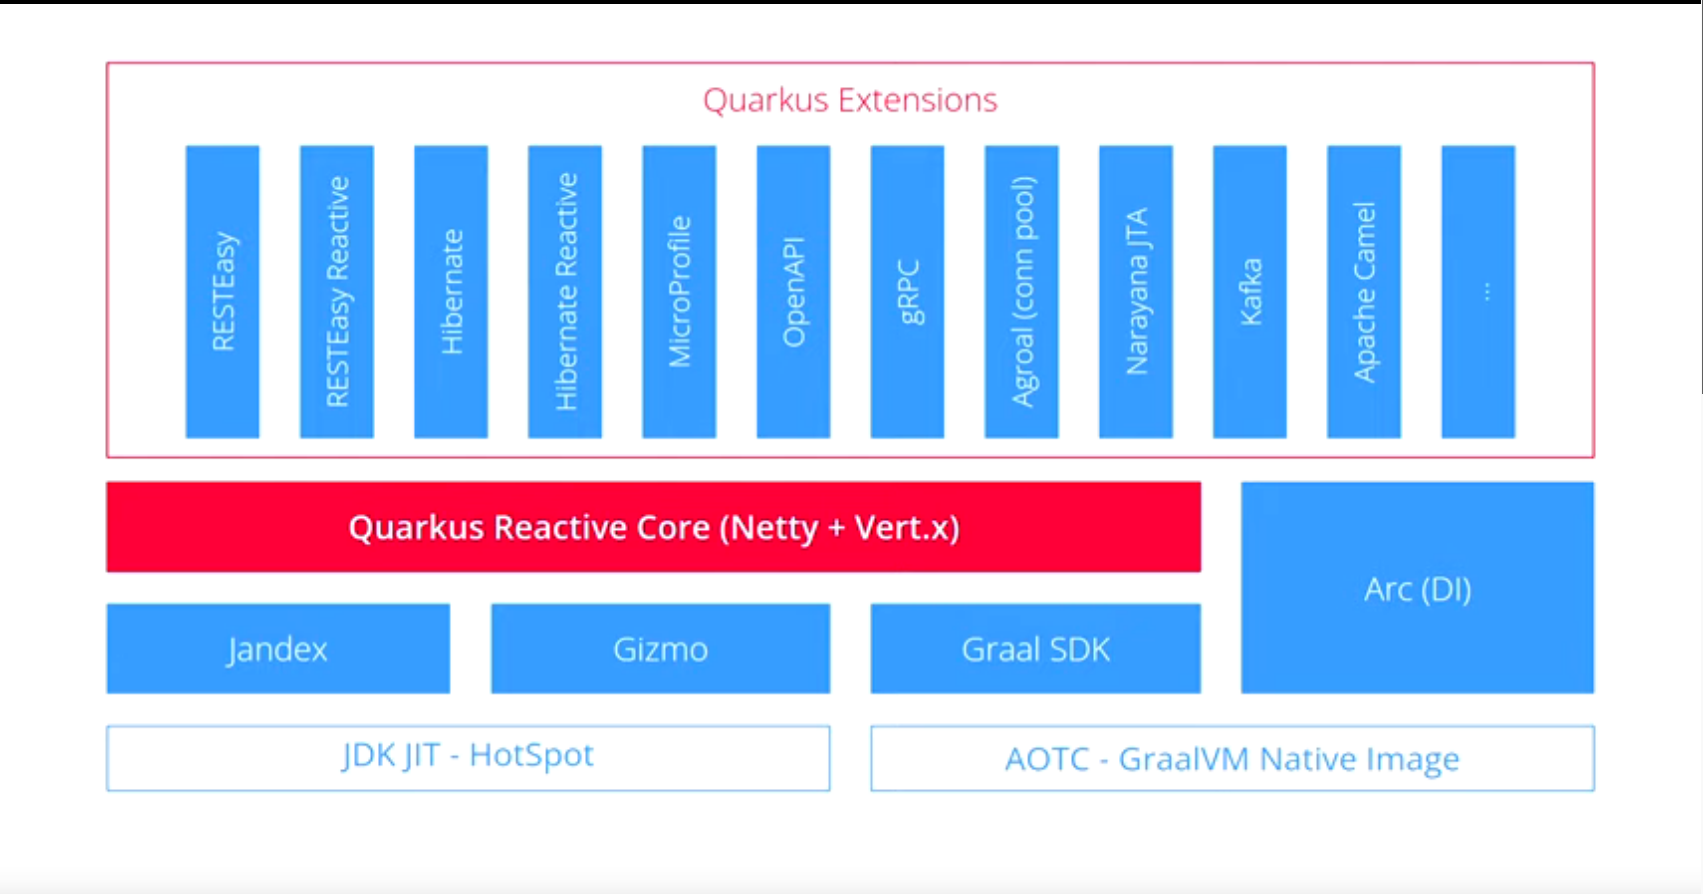 Quarkus Extensions
RESTEasy
RESTEasy Reactive
Hibernate
Hibernate Reactive
MicroProfile
OpenAPI
gRPC
Agroal (conn pool)
Narayana JTA
Kafka
Apache Camel
...
Quarkus Reactive Core (Netty + Vert.x)
Arc (DI)
Jandex
Gizmo
Graal SDK
JDK JIT - HotSpot
AOTC - GraalVM Native Image